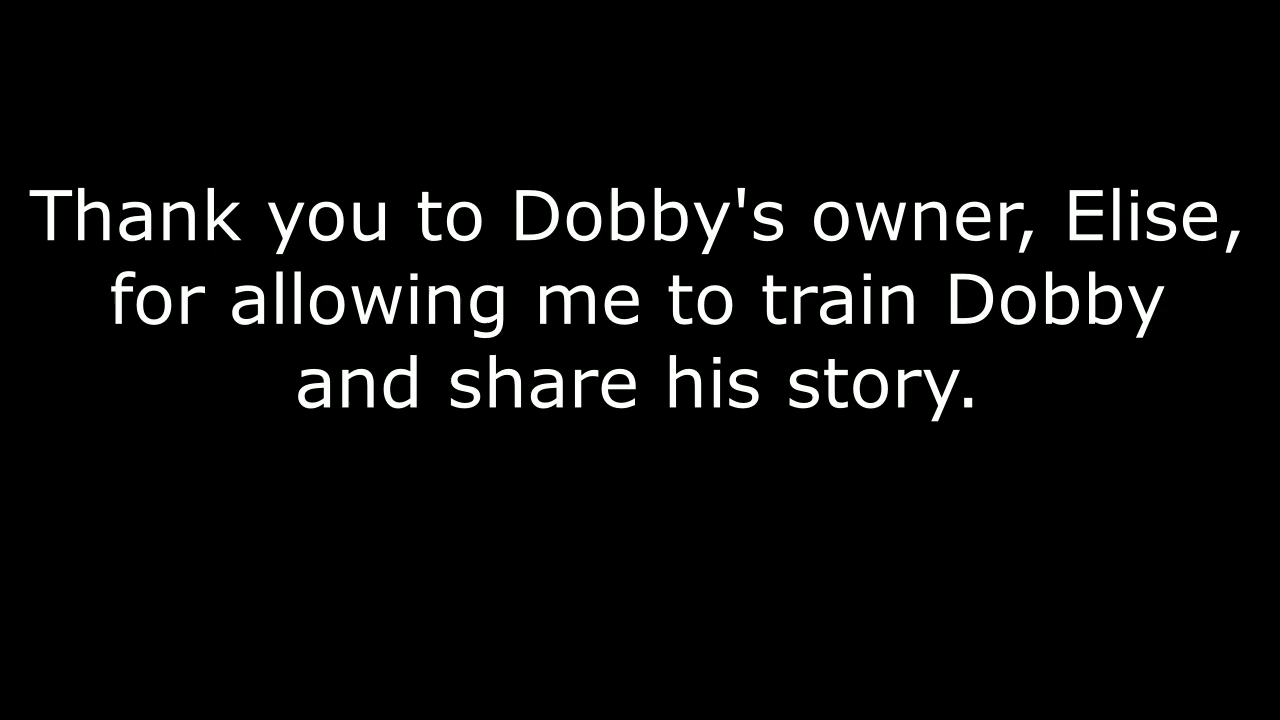 Thank you to Dobby's owner, Elise,
for allowing me to train Dobby
and share his story.